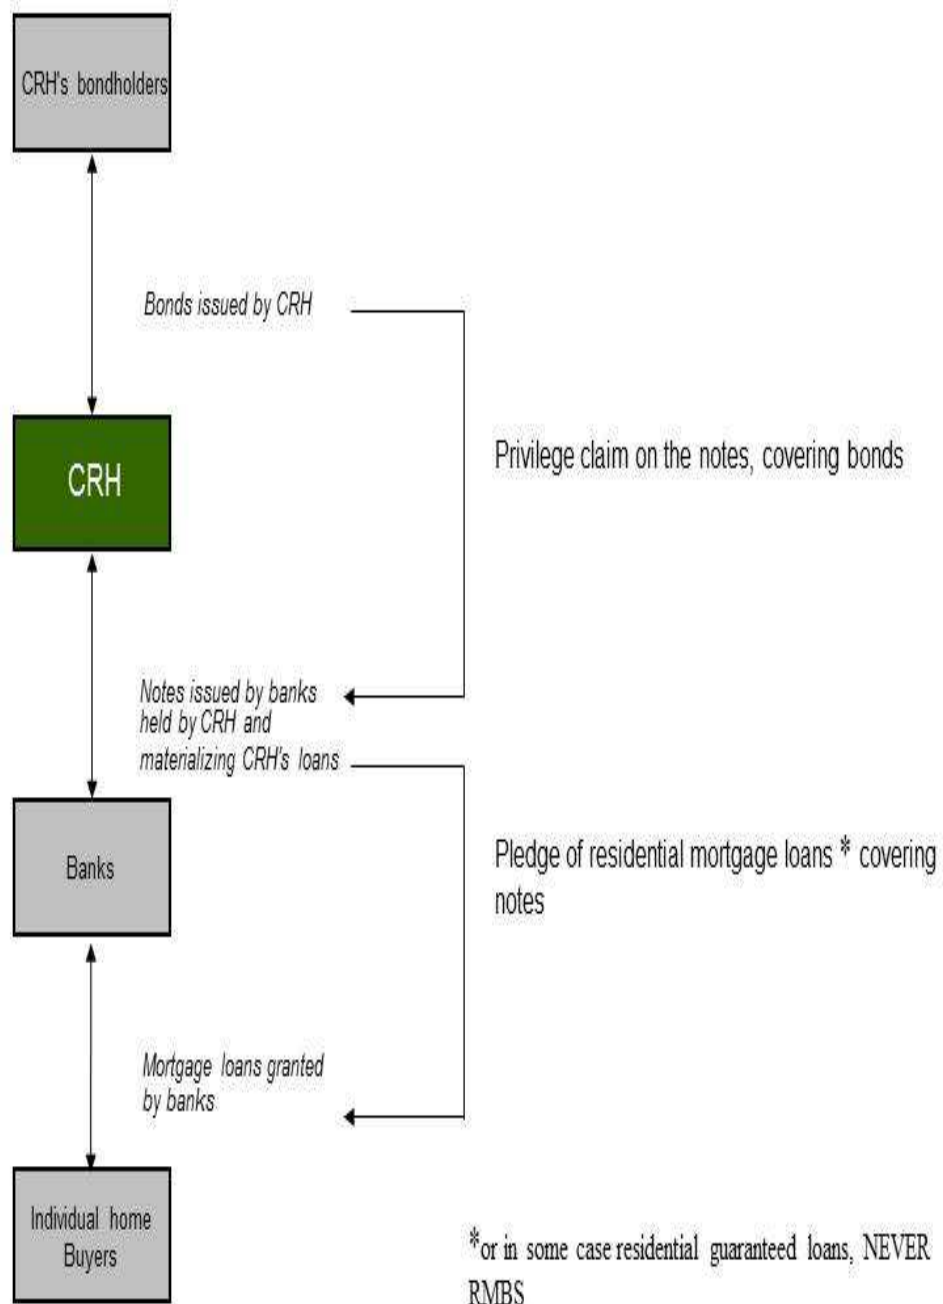 CRH's bondholders
Bonds issued by CRH
Privilege claim on the notes, covering bonds
CRH
Notes issued by banks
held by CRH and
materializing CRH's loans
Pledge of residential mortgage loans * covering
notes
Banks
Mortgage loans granted
by banks
Individual home
Buyers
*or in some case residential guaranteed loans, NEVER
RMBS